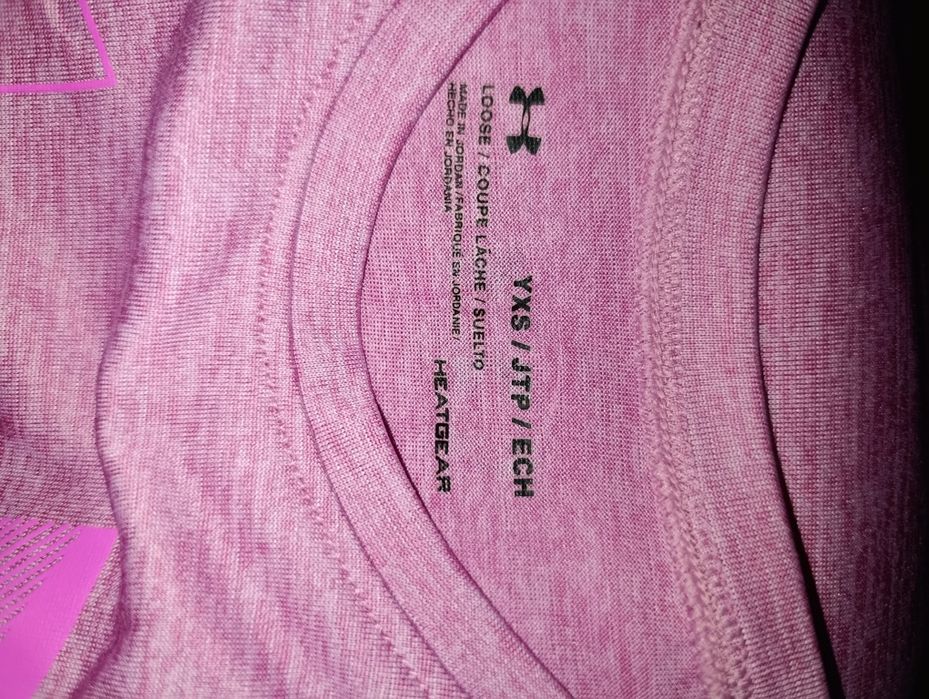 YXS / JTP / ECH
LOOSE / COUPE LÂCHE / SUELTO
MADE IN JORDAN / FABRIQUÉ EN JORDANIE /
HECHO EN JORDANIA
HEATGEAR